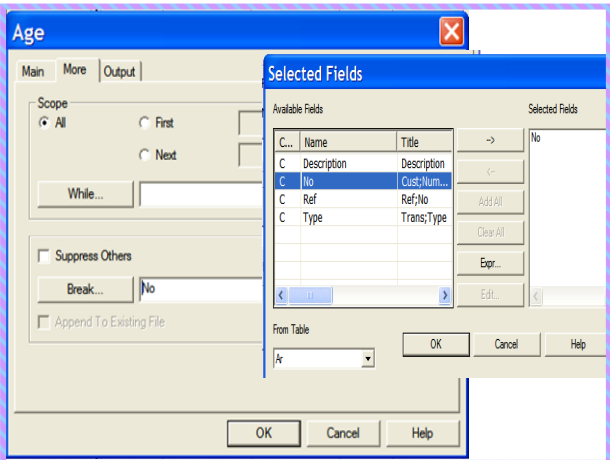 Age
Main More Output
Scope
All First
Next
While...
Suppress Others
Break... No
Append To Existing File
OK Cancel Help
Selected Fields
Available Fields Selected Fields
C... Name Title
C Description Description
C No Cust;Num...
C Ref Ref;No
C Type Trans;Type
-->
<--
Add All
Clear All
Expr...
Edit...
No
From Table
Ar
OK Cancel Help